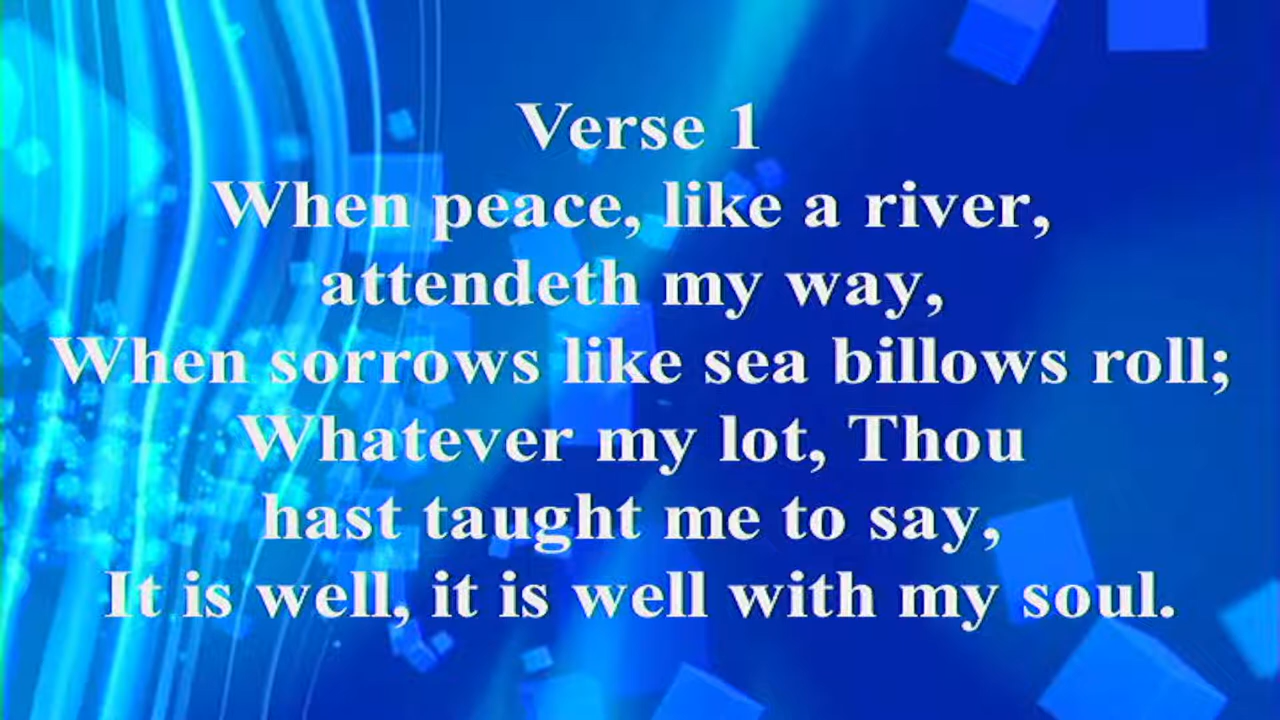 Verse 1
When peace, like a river,
attendeth my way,
When sorrows like sea billows roll;
Whatever my lot, Thou
hast taught me to say,
It is well, it is well with my soul.